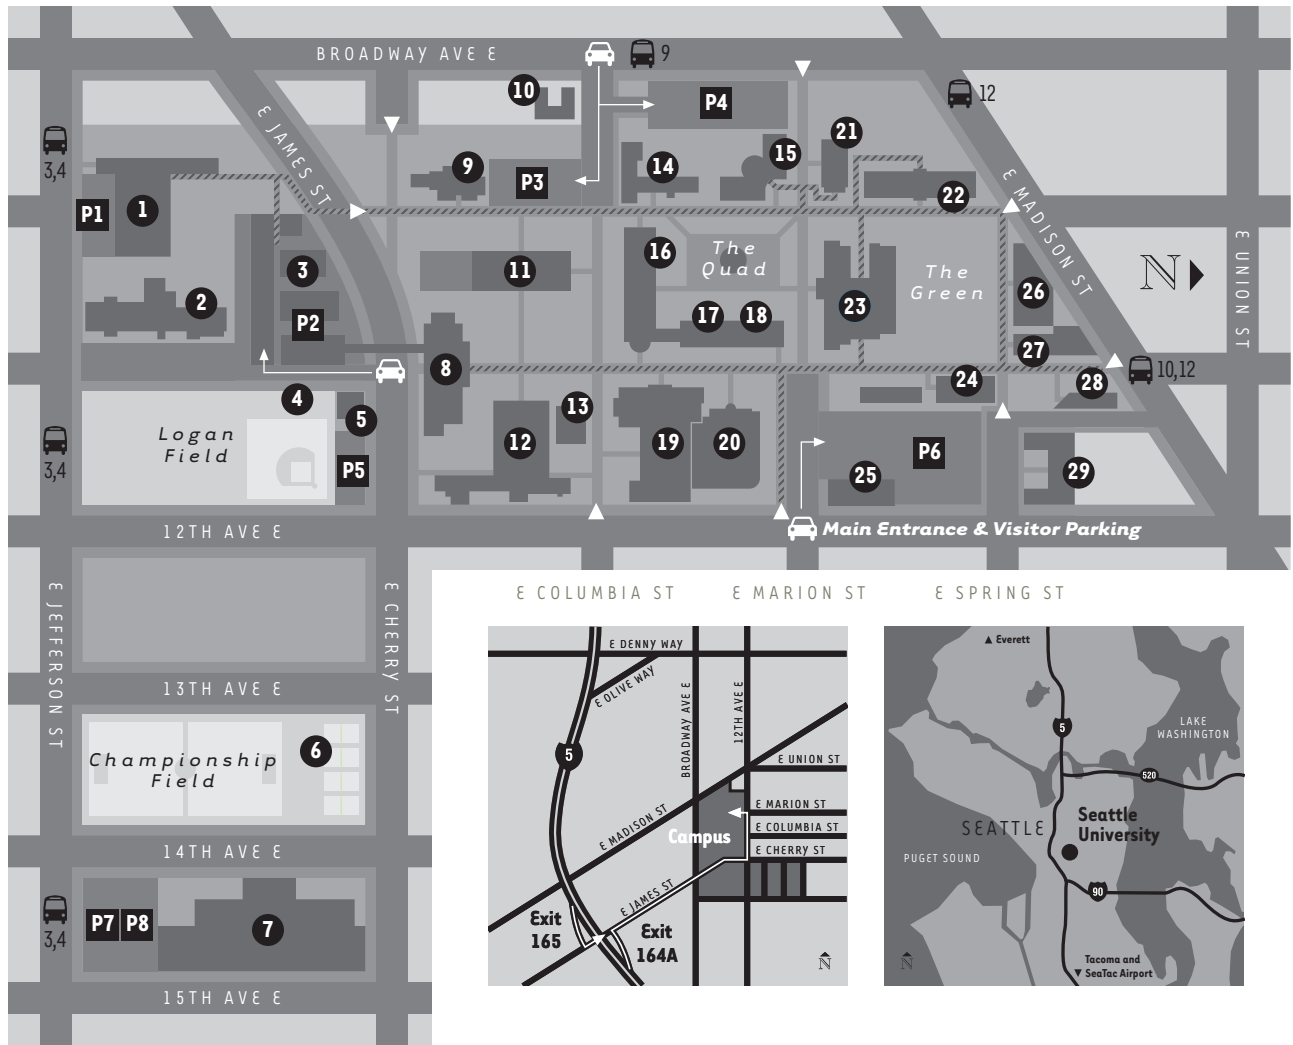 BROADWAY AVE E
9
12
3,4
E JAMES ST
E MADISON ST
E UNION ST
N
P1
1
2
3
P2
4
5
P5
Logan
Field
3,4
8
9
10
P3
P4
11
12
13
14
15
16
The
Quad
17
18
19
20
21
22
23
The
Green
24
25
P6
26
27
28
29
10,12
Main Entrance & Visitor Parking
12TH AVE E
E JEFFERSON ST
E CHERRY ST
13TH AVE E
Championship
Field
6
14TH AVE E
3,4
P7
P8
7
15TH AVE E
E COLUMBIA ST
E MARION ST
E SPRING ST
E DENNY WAY
E OLIVE WAY
BROADWAY AVE E
12TH AVE E
5
E UNION ST
E MADISON ST
E MARION ST
Campus
E COLUMBIA ST
E CHERRY ST
E JAMES ST
Exit
165
Exit
164A
N
Everett
5
LAKE
WASHINGTON
520
SEATTLE
Seattle
University
PUGET SOUND
90
N
Tacoma and
SeaTac Airport